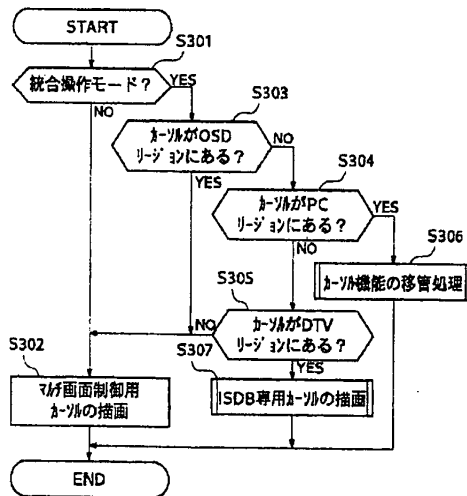 START
S301
統合操作モード？
YES
S303
NO
ｶｰｿﾙがOSD
ﾘｰｼﾞｮﾝにある？
NO
S304
YES
ｶｰｿﾙがPC
ﾘｰｼﾞｮﾝにある？
YES
S306
NO
ｶｰｿﾙ機能の移管処理
S305
ｶｰｿﾙがDTV
ﾘｰｼﾞｮﾝにある？
NO
S302
S307
YES
ﾏﾙﾁ画面制御用
ｶｰｿﾙの描画
ISDB専用ｶｰｿﾙの描画
END